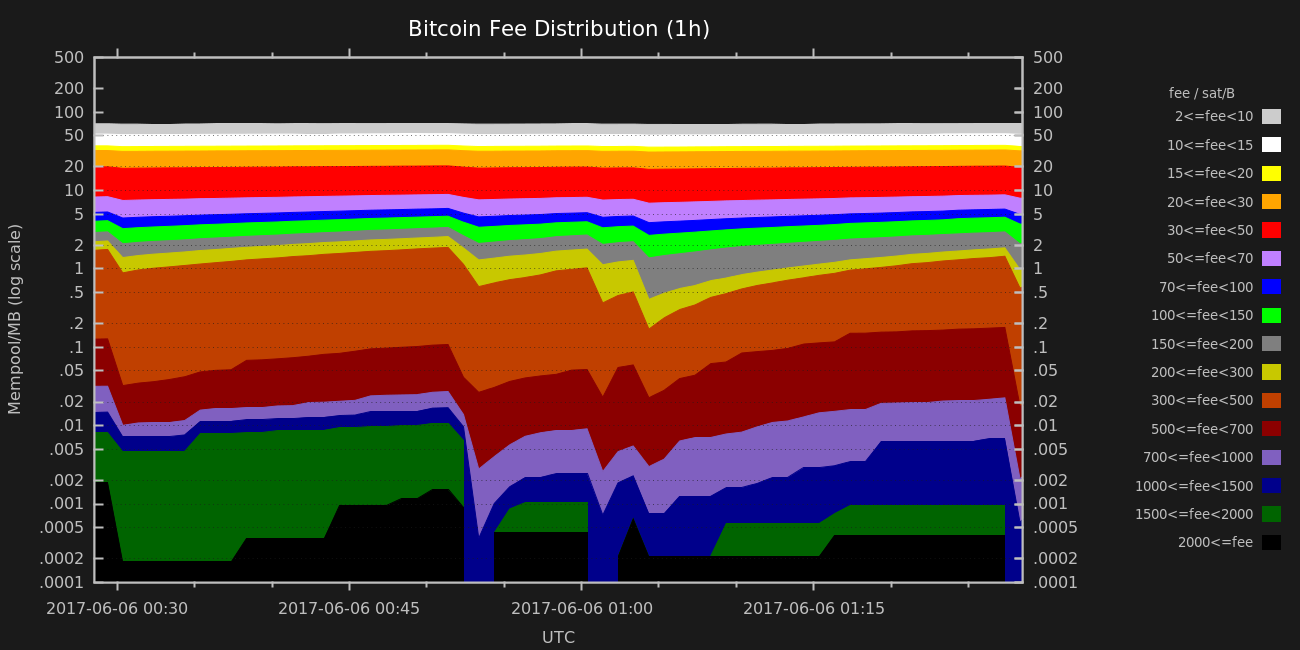 Bitcoin Fee Distribution (1h)
Mempool/MB (log scale)
500
200
100
50
20
10
5
2
1
.5
.2
.1
.05
.02
.01
.005
.002
.001
.0005
.0002
.0001
500
200
100
50
20
10
5
2
1
.5
.2
.1
.05
.02
.01
.005
.002
.001
.0005
.0002
.0001
2017-06-06 00:30 2017-06-06 00:45 2017-06-06 01:00 2017-06-06 01:15
UTC
fee / sat/B
2<=fee<10
10<=fee<15
15<=fee<20
20<=fee<30
30<=fee<50
50<=fee<70
70<=fee<100
100<=fee<150
150<=fee<200
200<=fee<300
300<=fee<500
500<=fee<700
700<=fee<1000
1000<=fee<1500
1500<=fee<2000
2000<=fee